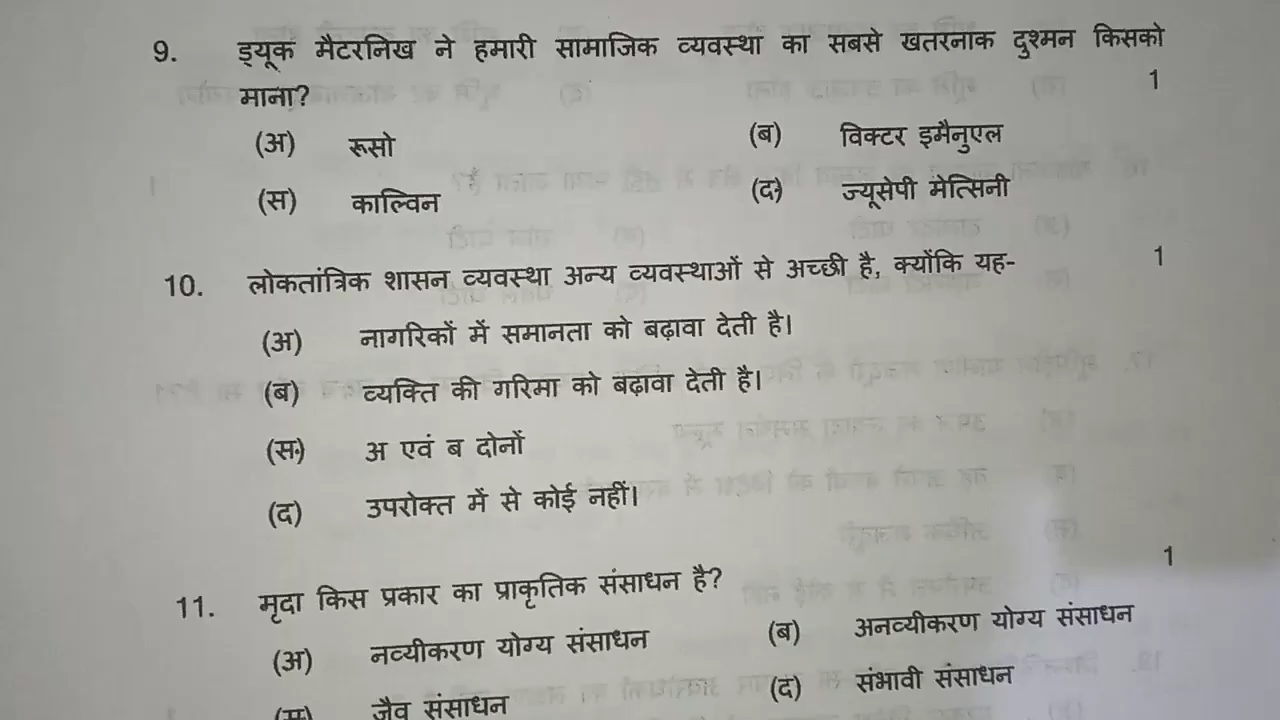 9. ड्यूक मैटरनिख ने हमारी सामाजिक व्यवस्था का सबसे खतरनाक दुश्मन किसको
माना? 1
(अ) रूसो (ब) विक्टर इमैनुएल
(स) काल्विन (द) ज्यूसेपी मेत्सिनी
10. लोकतांत्रिक शासन व्यवस्था अन्य व्यवस्थाओं से अच्छी है, क्योंकि यह- 1
(अ) नागरिकों में समानता को बढ़ावा देती है।
(ब) व्यक्ति की गरिमा को बढ़ावा देती है।
(स) अ एवं ब दोनों
(द) उपरोक्त में से कोई नहीं।
11. मृदा किस प्रकार का प्राकृतिक संसाधन है? 1
(अ) नव्यीकरण योग्य संसाधन (ब) अनव्यीकरण योग्य संसाधन
(स) जैव संसाधन (द) संभावी संसाधन